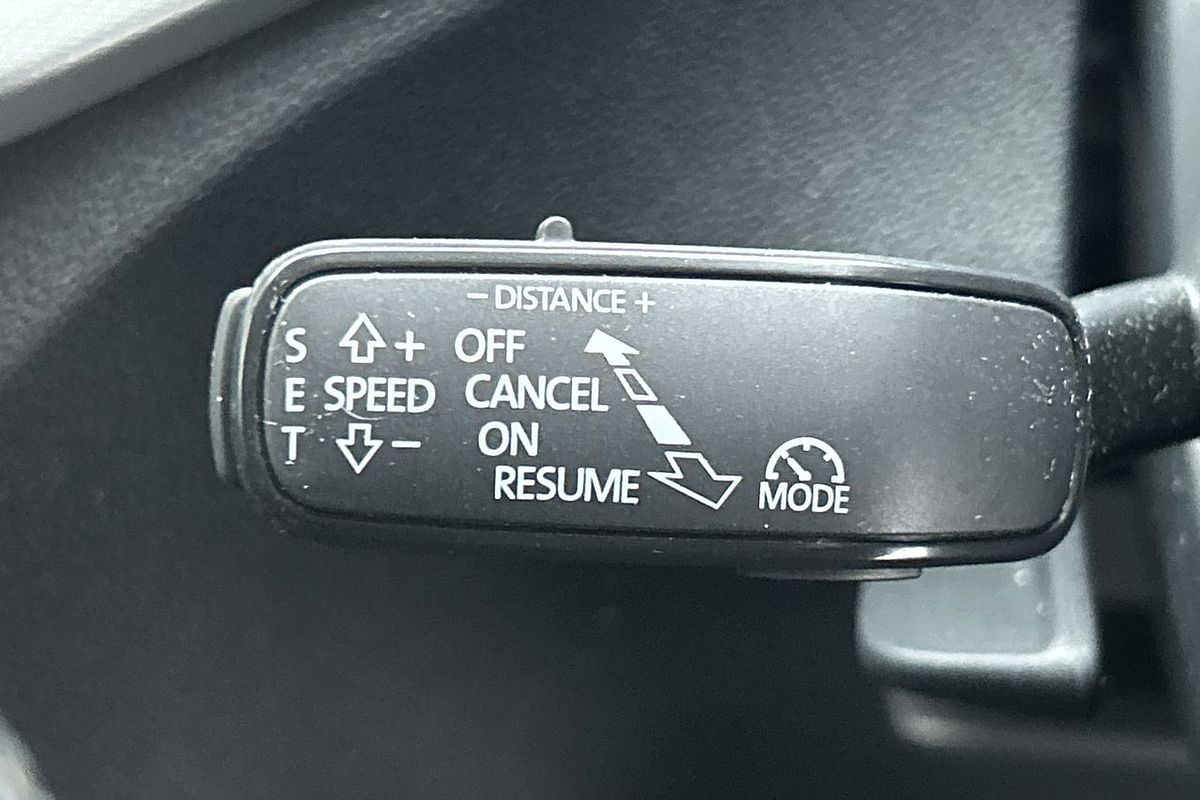 − DISTANCE +
S + OFF
E SPEED CANCEL
T − ON
RESUME
MODE